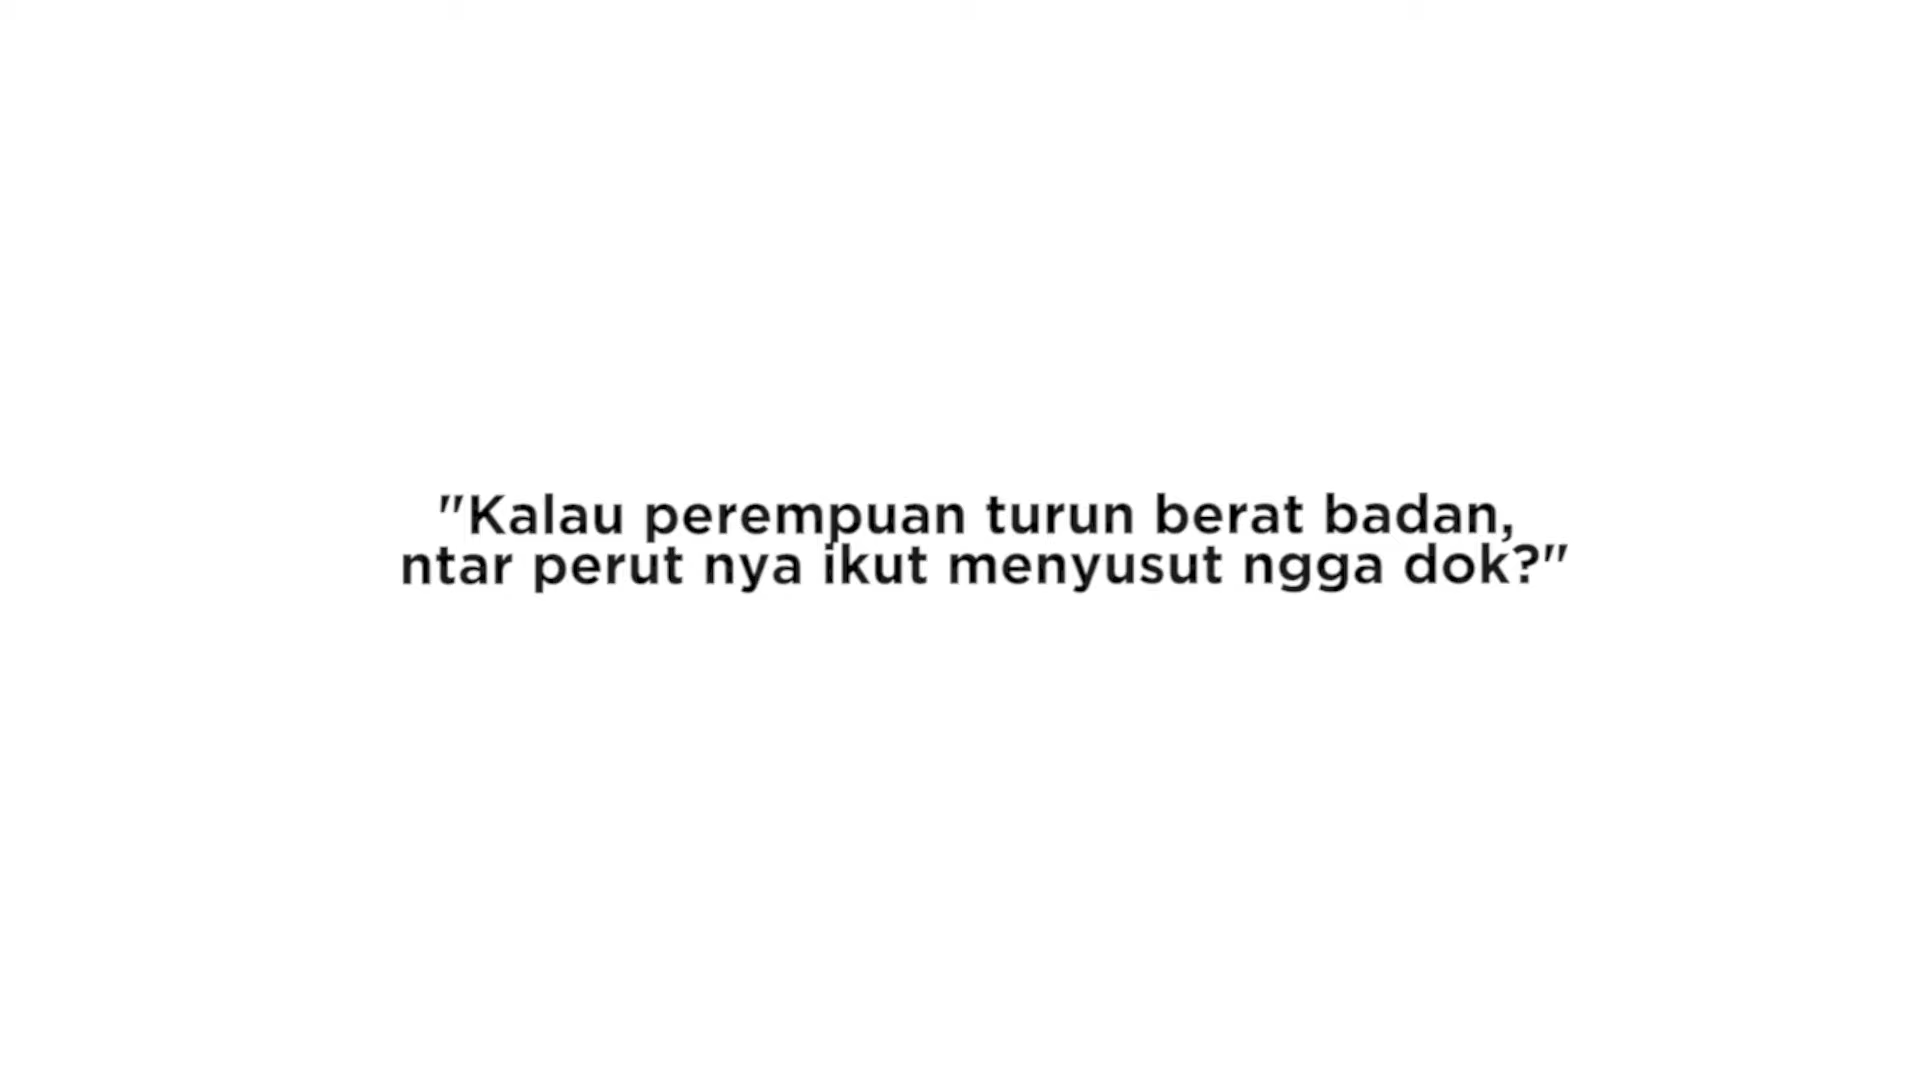 "Kalau perempuan turun berat badan,
ntar perut nya ikut menyusut ngga dok?"